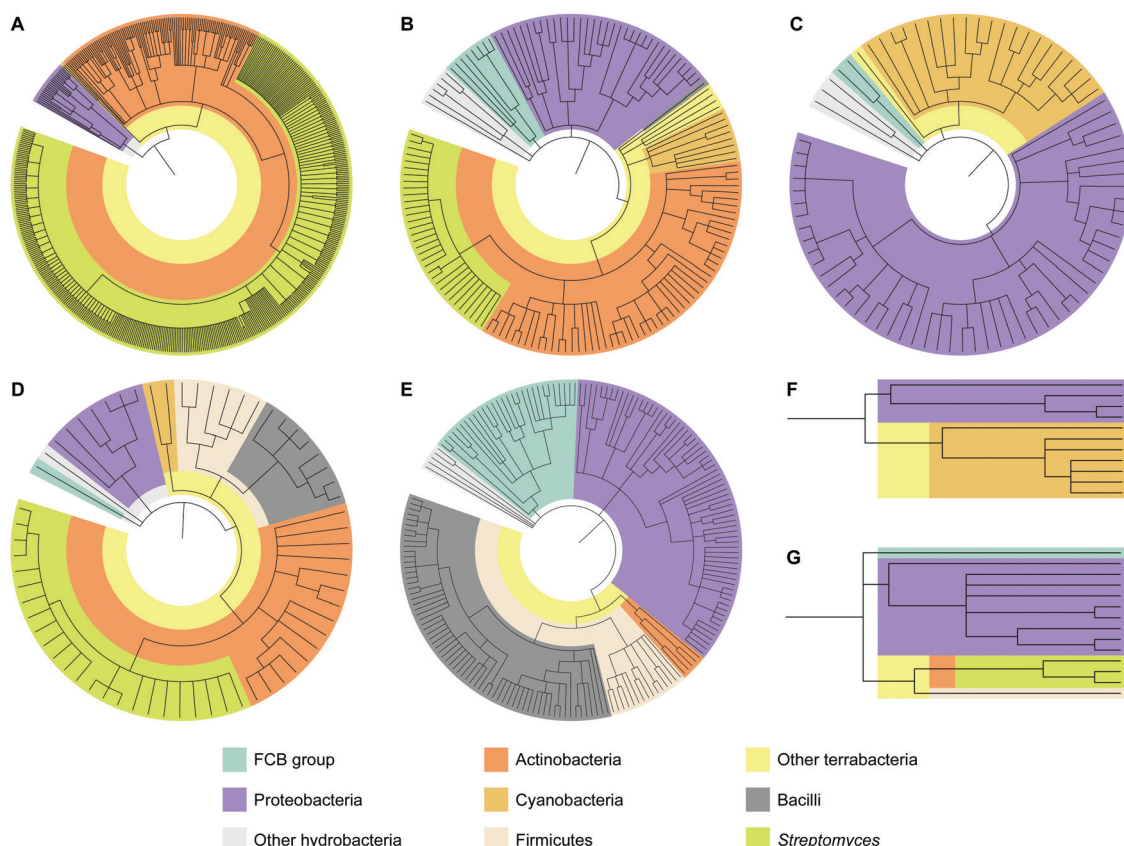 A
B
C
D
E
F
G
FCB group
Actinobacteria
Other terrabacteria
Proteobacteria
Cyanobacteria
Bacilli
Other hydrobacteria
Firmicutes
Streptomyces